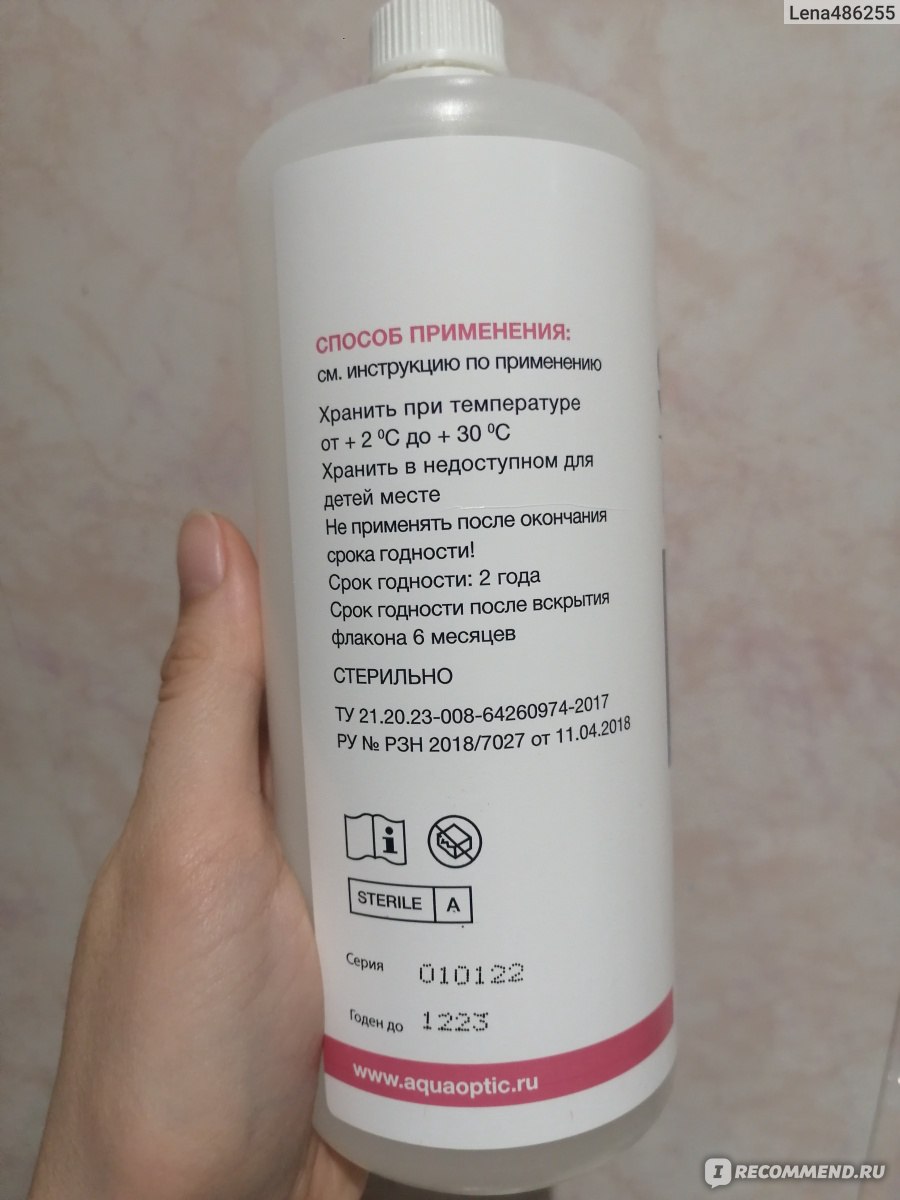 Lena486255
СПОСОБ ПРИМЕНЕНИЯ:
см. инструкцию по применению
Хранить при температуре
от + 2 ⁰С до + 30 ⁰С
Хранить в недоступном для
детей месте
Не применять после окончания
срока годности!
Срок годности: 2 года
Срок годности после вскрытия
флакона 6 месяцев
СТЕРИЛЬНО
ТУ 21.20.23-008-64260974-2017
РУ № РЗН 2018/7027 от 11.04.2018
STERILE A
Серия 010122
Годен до 1223
www.aquaoptic.ru
IRECOMMEND.RU